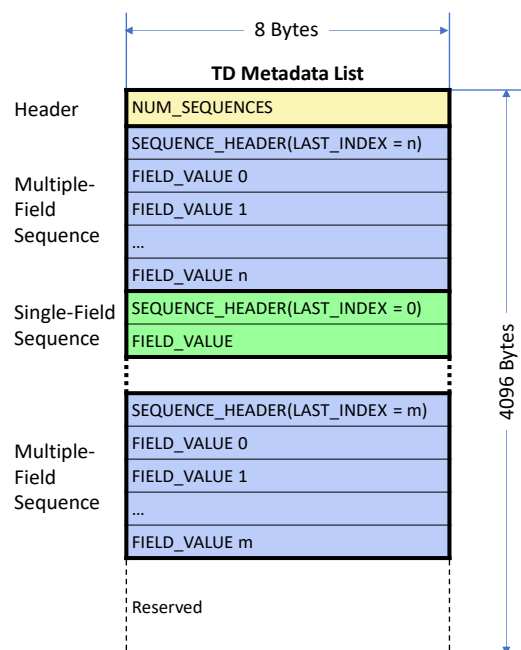 8 Bytes
TD Metadata List
Header
NUM_SEQUENCES
SEQUENCE_HEADER(LAST_INDEX = n)
Multiple-
Field
Sequence
FIELD_VALUE 0
FIELD_VALUE 1
...
FIELD_VALUE n
Single-Field
Sequence
SEQUENCE_HEADER(LAST_INDEX = 0)
FIELD_VALUE
4096 Bytes
SEQUENCE_HEADER(LAST_INDEX = m)
Multiple-
Field
Sequence
FIELD_VALUE 0
FIELD_VALUE 1
...
FIELD_VALUE m
Reserved